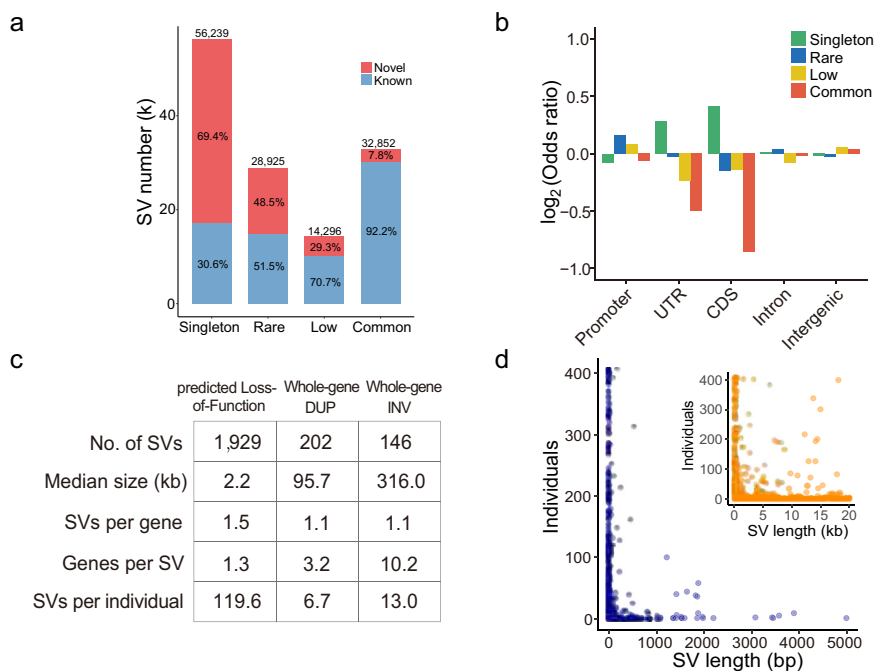 a
56,239
Novel
Known
40
20
0
SV number (k)
69.4%
30.6%
28,925
48.5%
51.5%
14,296
29.3%
70.7%
32,852
7.8%
92.2%
Singleton
Rare
Low
Common
b
1.0
0.5
0.0
−0.5
−1.0
log2 (Odds ratio)
Singleton
Rare
Low
Common
Promoter
UTR
CDS
Intron
Intergenic
c
predicted Loss-
of-Function
Whole-gene
DUP
Whole-gene
INV
No. of SVs 1,929 202 146
Median size (kb) 2.2 95.7 316.0
SVs per gene 1.5 1.1 1.1
Genes per SV 1.3 3.2 10.2
SVs per individual 119.6 6.7 13.0
d
400
300
200
100
0
Individuals
0 1000 2000 3000 4000 5000
SV length (bp)
400
300
200
100
0
Individuals
0 5 10 15 20
SV length (kb)